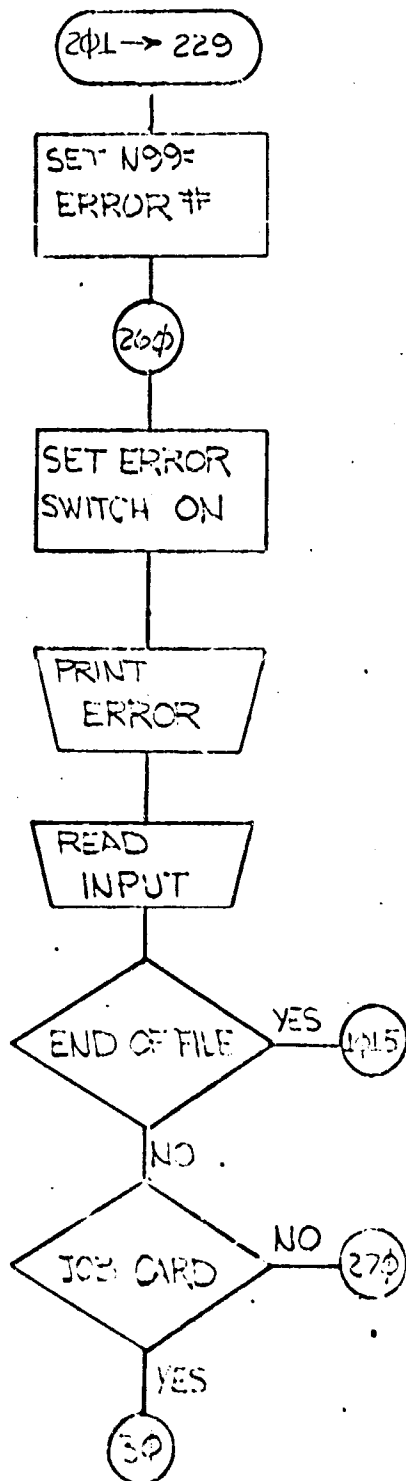 2φ1 → 229
SET N99=
ERROR #
26φ
SET ERROR
SWITCH ON
PRINT
ERROR
READ
INPUT
END OF FILE
YES
1φ15
NO
JOB CARD
NO
27φ
YES
3φ